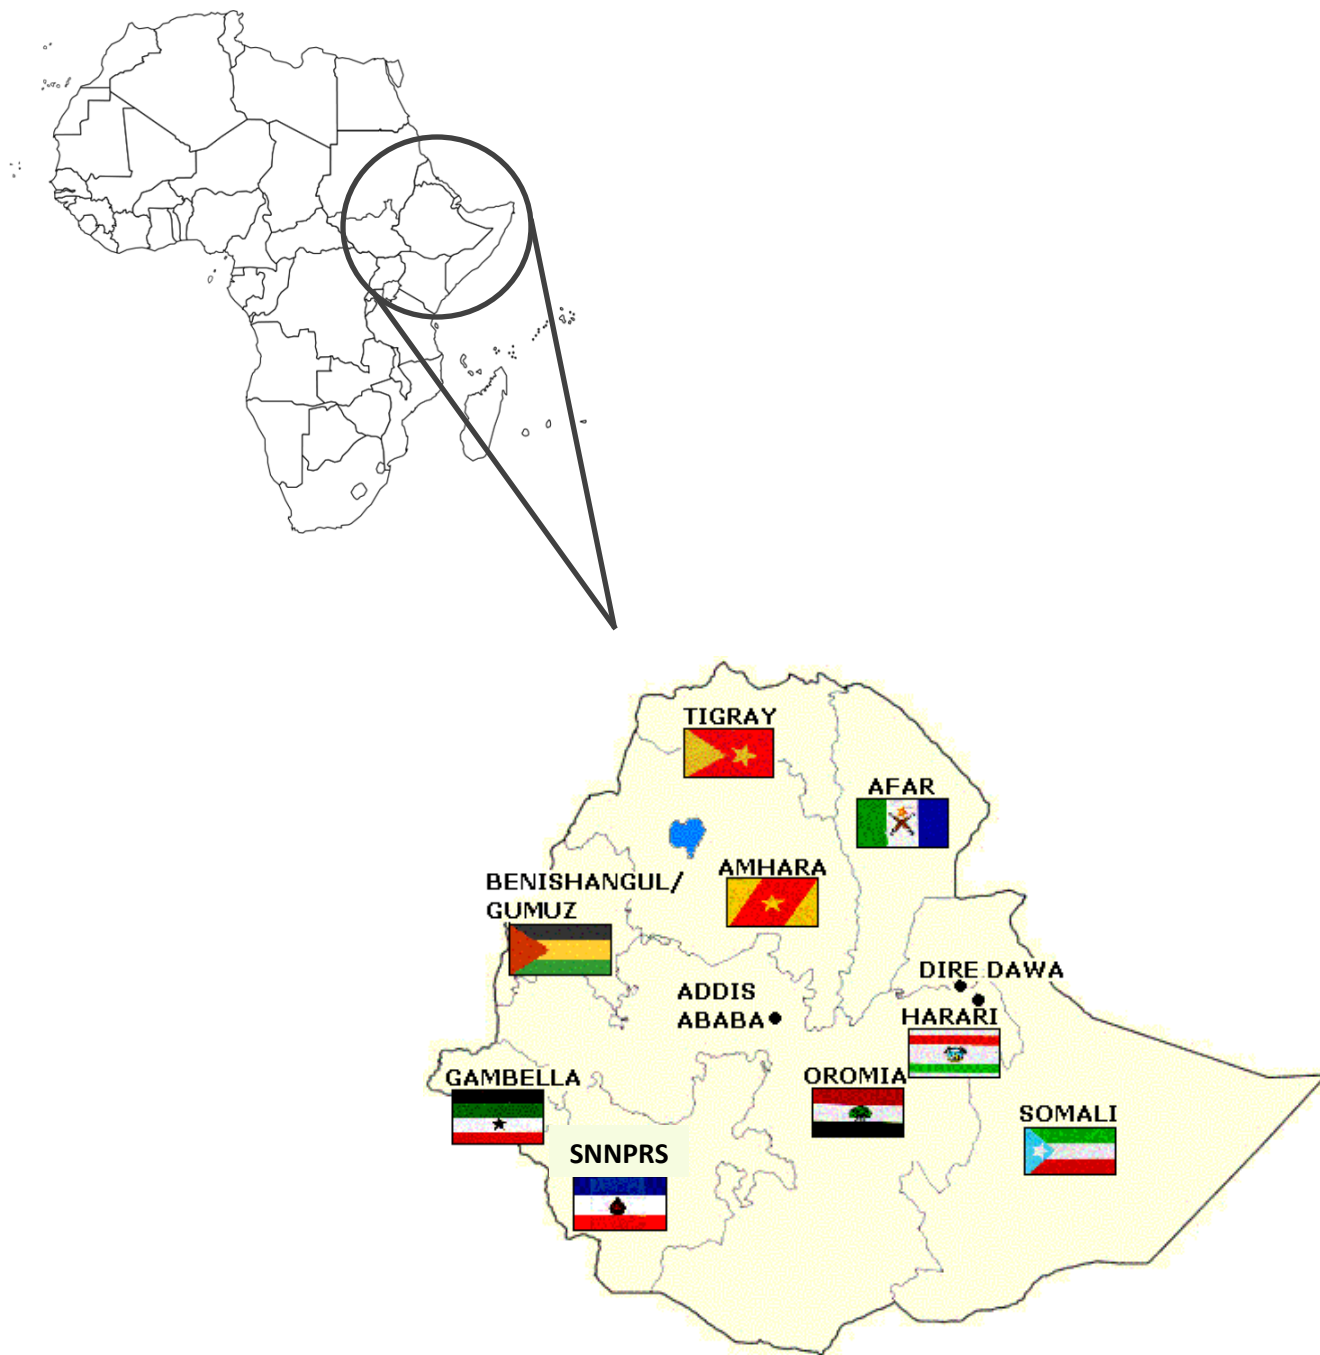 TIGRAY
AFAR
AMHARA
BENISHANGUL/
GUMUZ
DIRE DAWA
ADDIS
ABABA
HARARI
GAMBELLA
OROMIA
SOMALI
SNNPRS